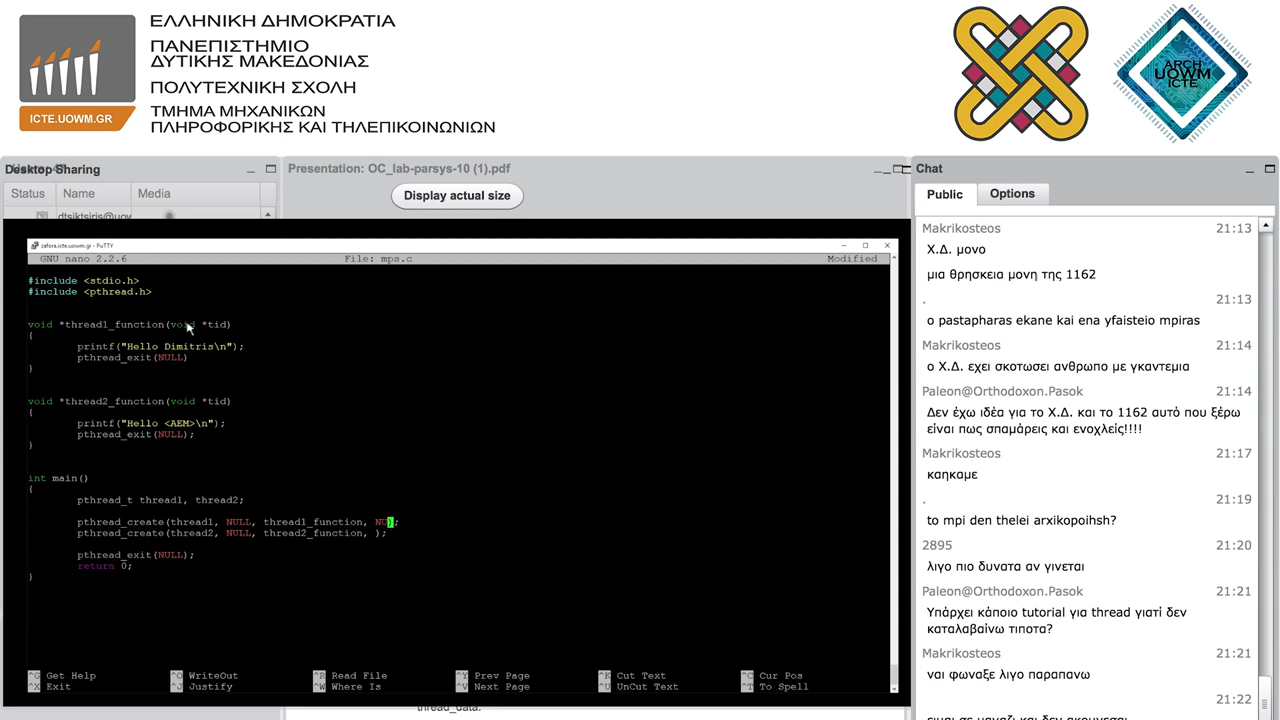 ICTE.UOWM.GR
ΕΛΛΗΝΙΚΗ ΔΗΜΟΚΡΑΤΙΑ
ΠΑΝΕΠΙΣΤΗΜΙΟ
ΔΥΤΙΚΗΣ ΜΑΚΕΔΟΝΙΑΣ
ΠΟΛΥΤΕΧΝΙΚΗ ΣΧΟΛΗ
ΤΜΗΜΑ ΜΗΧΑΝΙΚΩΝ
ΠΛΗΡΟΦΟΡΙΚΗΣ ΚΑΙ ΤΗΛΕΠΙΚΟΙΝΩΝΙΩΝ
ARCH
UOWM
ICTE
Desktop Sharing
Status Name Media
dtsiktsiris@uow
Presentation: OC_lab-parsys-10 (1).pdf
Display actual size
zafora.icte.uowm.gr - PuTTY
GNU nano 2.2.6 File: mps.c Modified
#include <stdio.h>
#include <pthread.h>
void *thread1_function(void *tid)
{
printf("Hello Dimitris\n");
pthread_exit(NULL)
}
void *thread2_function(void *tid)
{
printf("Hello <AEM>\n");
pthread_exit(NULL);
}
int main()
{
pthread_t thread1, thread2;
pthread_create(thread1, NULL, thread1_function, NU);
pthread_create(thread2, NULL, thread2_function, );
pthread_exit(NULL);
return 0;
}
^G Get Help ^O WriteOut ^R Read File ^Y Prev Page ^K Cut Text ^C Cur Pos
^X Exit ^J Justify ^W Where Is ^V Next Page ^U UnCut Text ^T To Spell
thread_data.
Chat
Public Options
Makrikosteos 21:13
Χ.Δ. μονο
μια θρησκεια μονη της 1162
. 21:13
o pastapharas ekane kai ena yfaisteio mpiras
Makrikosteos 21:14
ο Χ.Δ. εχει σκοτωσει ανθρωπο με γκαντεμια
Paleon@Orthodoxon.Pasok 21:14
Δεν έχω ιδέα για το Χ.Δ. και το 1162 αυτό που ξέρω
είναι πως σπαμάρεις και ενοχλείς!!!!
Makrikosteos 21:17
καηκαμε
. 21:19
to mpi den thelei arxikopoihsh?
2895 21:20
λιγο πιο δυνατα αν γινεται
Paleon@Orthodoxon.Pasok 21:21
Υπάρχει κάποιο tutorial για thread γιατί δεν
καταλαβαίνω τιποτα?
Makrikosteos 21:21
ναι φωναξε λιγο παραπανω
21:22